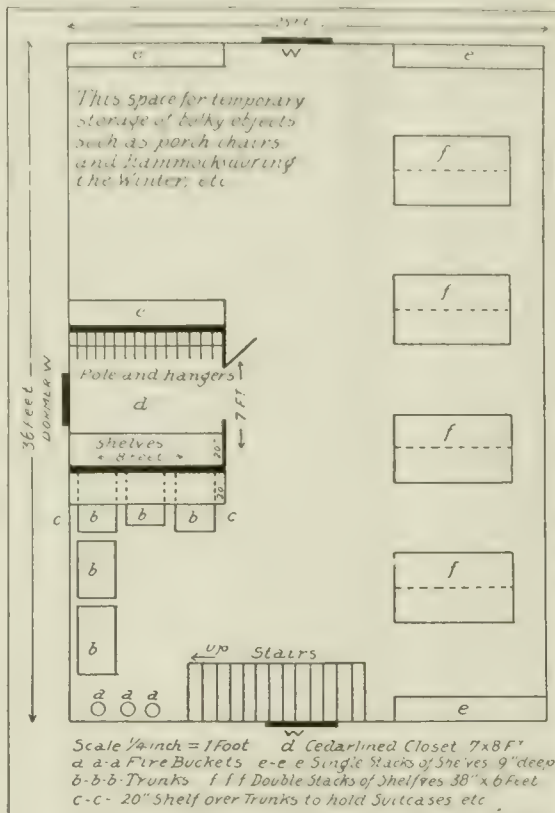 W
e
e
This space for temporary
storage of bulky objects
such as porch chairs
and Hammocks during
the Winter, etc
f
f
f
f
36 feet
DORMER W
c
Pole and hangers
d
7 FT
shelves
8 feet
20"
20
c b b b c
b
b
a a a
UP Stairs
e
W
Scale 1/4 inch = 1 Foot d Cedarlined Closet 7x8 FT
a a-a Fire Buckets e-e e Single Stacks of Shelves 9" deep
b-b-b-Trunks f f f Double Stacks of Shelfves 38" x 6 Feet
c-c- 20" Shelf over Trunks to hold Suitcases etc